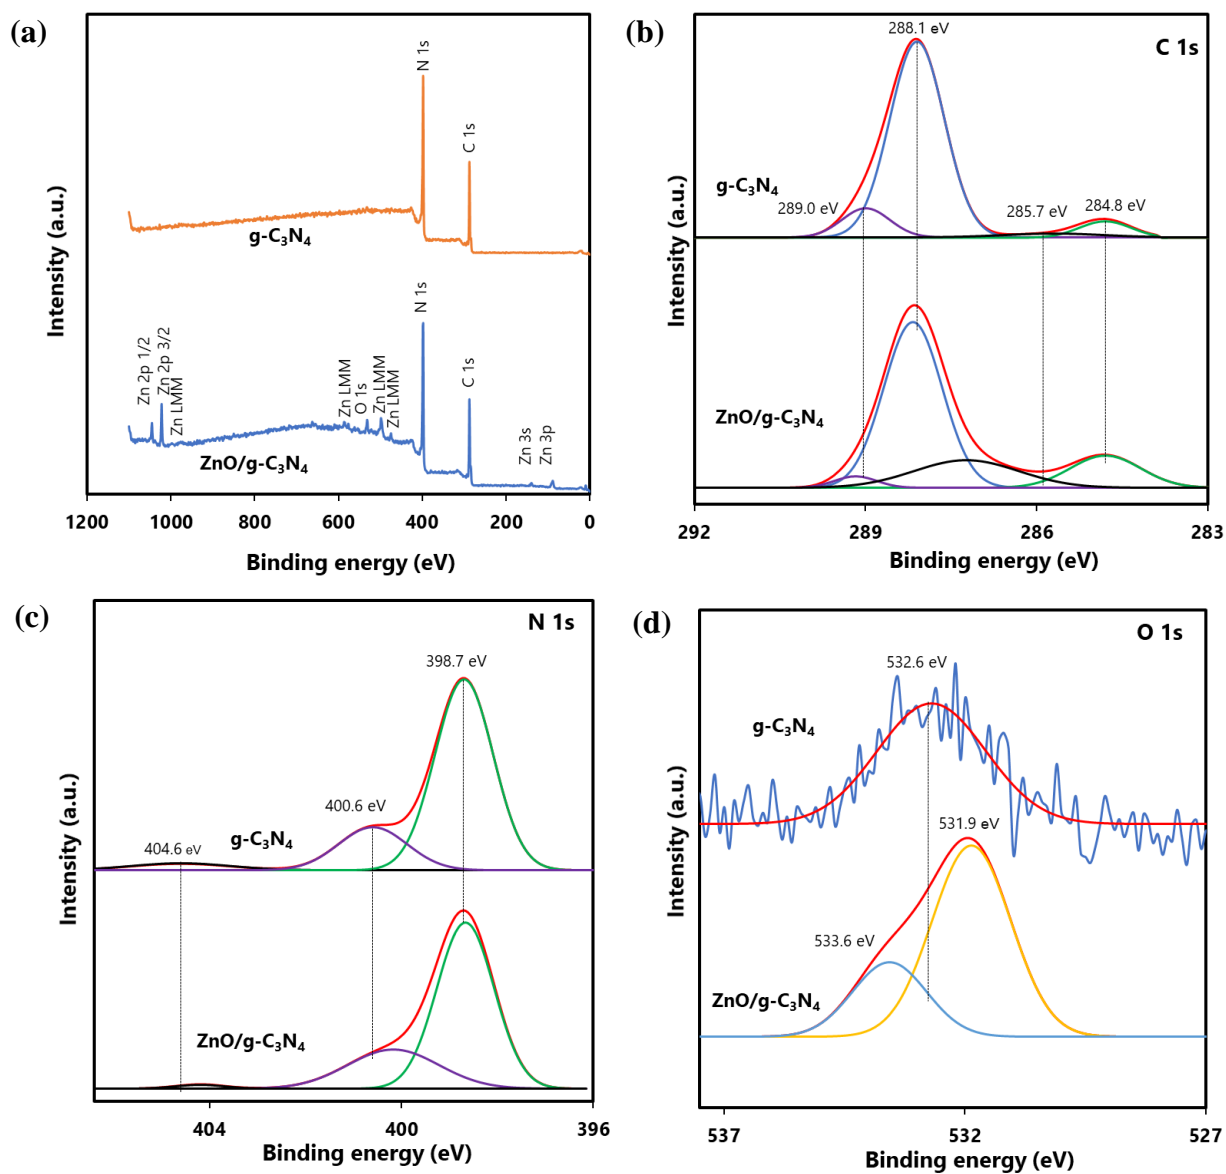 (a)
N 1s
C 1s
g-C₃N₄
N 1s
Zn 2p 1/2
Zn 2p 3/2
Zn LMM
Zn LMM
O 1s
Zn LMM
Zn LMM
C 1s
Zn 3s
Zn 3p
ZnO/g-C₃N₄
Intensity (a.u.)
1200 1000 800 600 400 200 0
Binding energy (eV)
(b)
C 1s
288.1 eV
g-C₃N₄
289.0 eV
285.7 eV
284.8 eV
ZnO/g-C₃N₄
Intensity (a.u.)
292 289 286 283
Binding energy (eV)
(c)
N 1s
398.7 eV
400.6 eV
g-C₃N₄
404.6 eV
ZnO/g-C₃N₄
Intensity (a.u.)
404 400 396
Binding energy (eV)
(d)
O 1s
532.6 eV
g-C₃N₄
531.9 eV
533.6 eV
ZnO/g-C₃N₄
Intensity (a.u.)
537 532 527
Binding energy (eV)